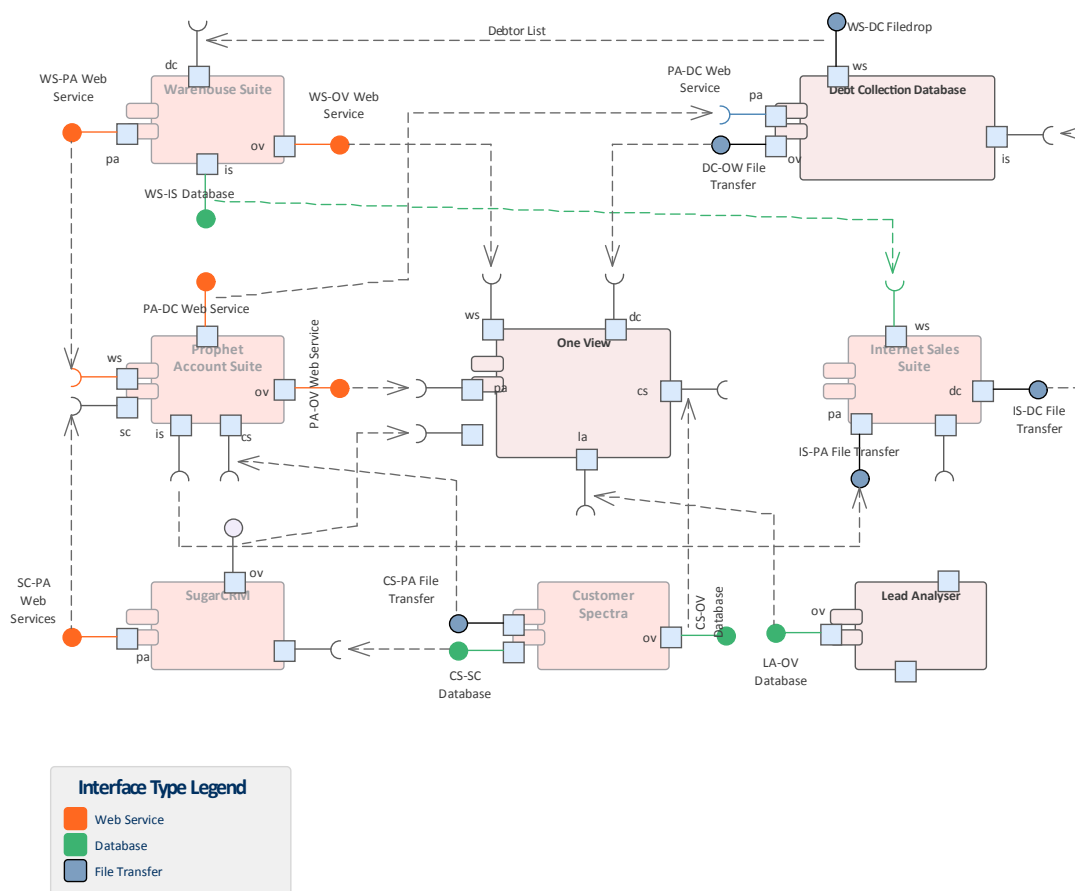 Debtor List
WS-DC Filedrop
dc
ws
WS-PA Web
Service
Warehouse Suite
WS-OV Web
Service
PA-DC Web
Service
pa
Debt Collection Database
pa
ov
is
DC-OW File
Transfer
ov
is
WS-IS Database
PA-DC Web Service
ws
Prophet
Account Suite
ov
sc
is
cs
PA-OV Web Service
ws
dc
One View
pa
cs
la
ws
Internet Sales
Suite
dc
pa
IS-DC File
Transfer
IS-PA File Transfer
SC-PA
Web
Services
ov
SugarCRM
pa
CS-PA File
Transfer
Customer
Spectra
ov
CS-OV
Database
CS-SC
Database
ov
Lead Analyser
LA-OV
Database
Interface Type Legend
Web Service
Database
File Transfer